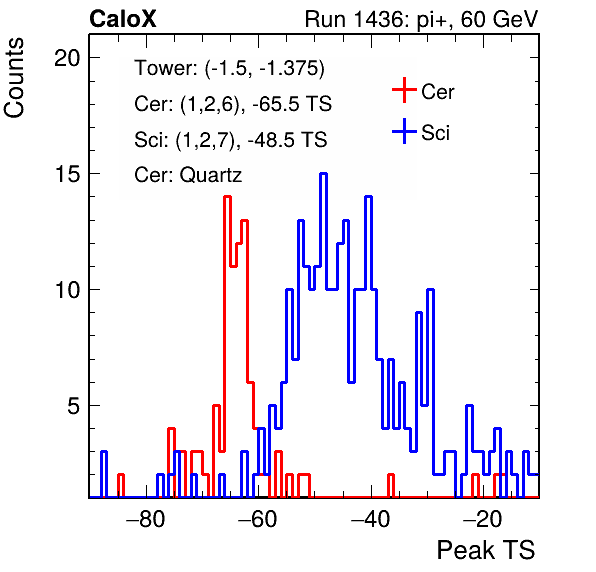 CaloX Run 1436: pi+, 60 GeV
Counts
Tower: (-1.5, -1.375)
Cer: (1,2,6), -65.5 TS
Sci: (1,2,7), -48.5 TS
Cer: Quartz
Cer
Sci
20
15
10
5
−80 −60 −40 −20
Peak TS